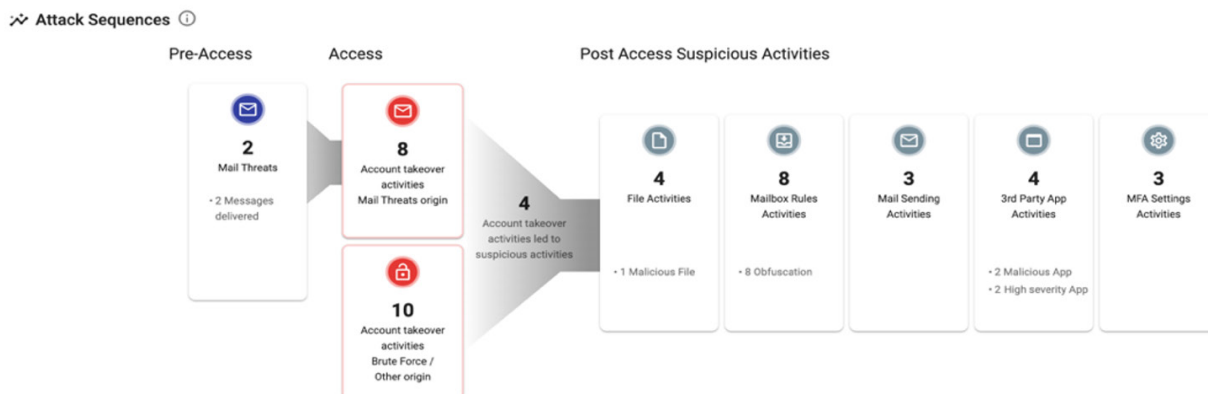 Attack Sequences
Pre-Access
Access
Post Access Suspicious Activities
2
Mail Threats
• 2 Messages
delivered
8
Account takeover
activities
Mail Threats origin
10
Account takeover
activities
Brute Force /
Other origin
4
Account takeover
activities led to
suspicious activities
4
File Activities
• 1 Malicious File
8
Mailbox Rules
Activities
• 8 Obfuscation
3
Mail Sending
Activities
4
3rd Party App
Activities
• 2 Malicious App
• 2 High severity App
3
MFA Settings
Activities